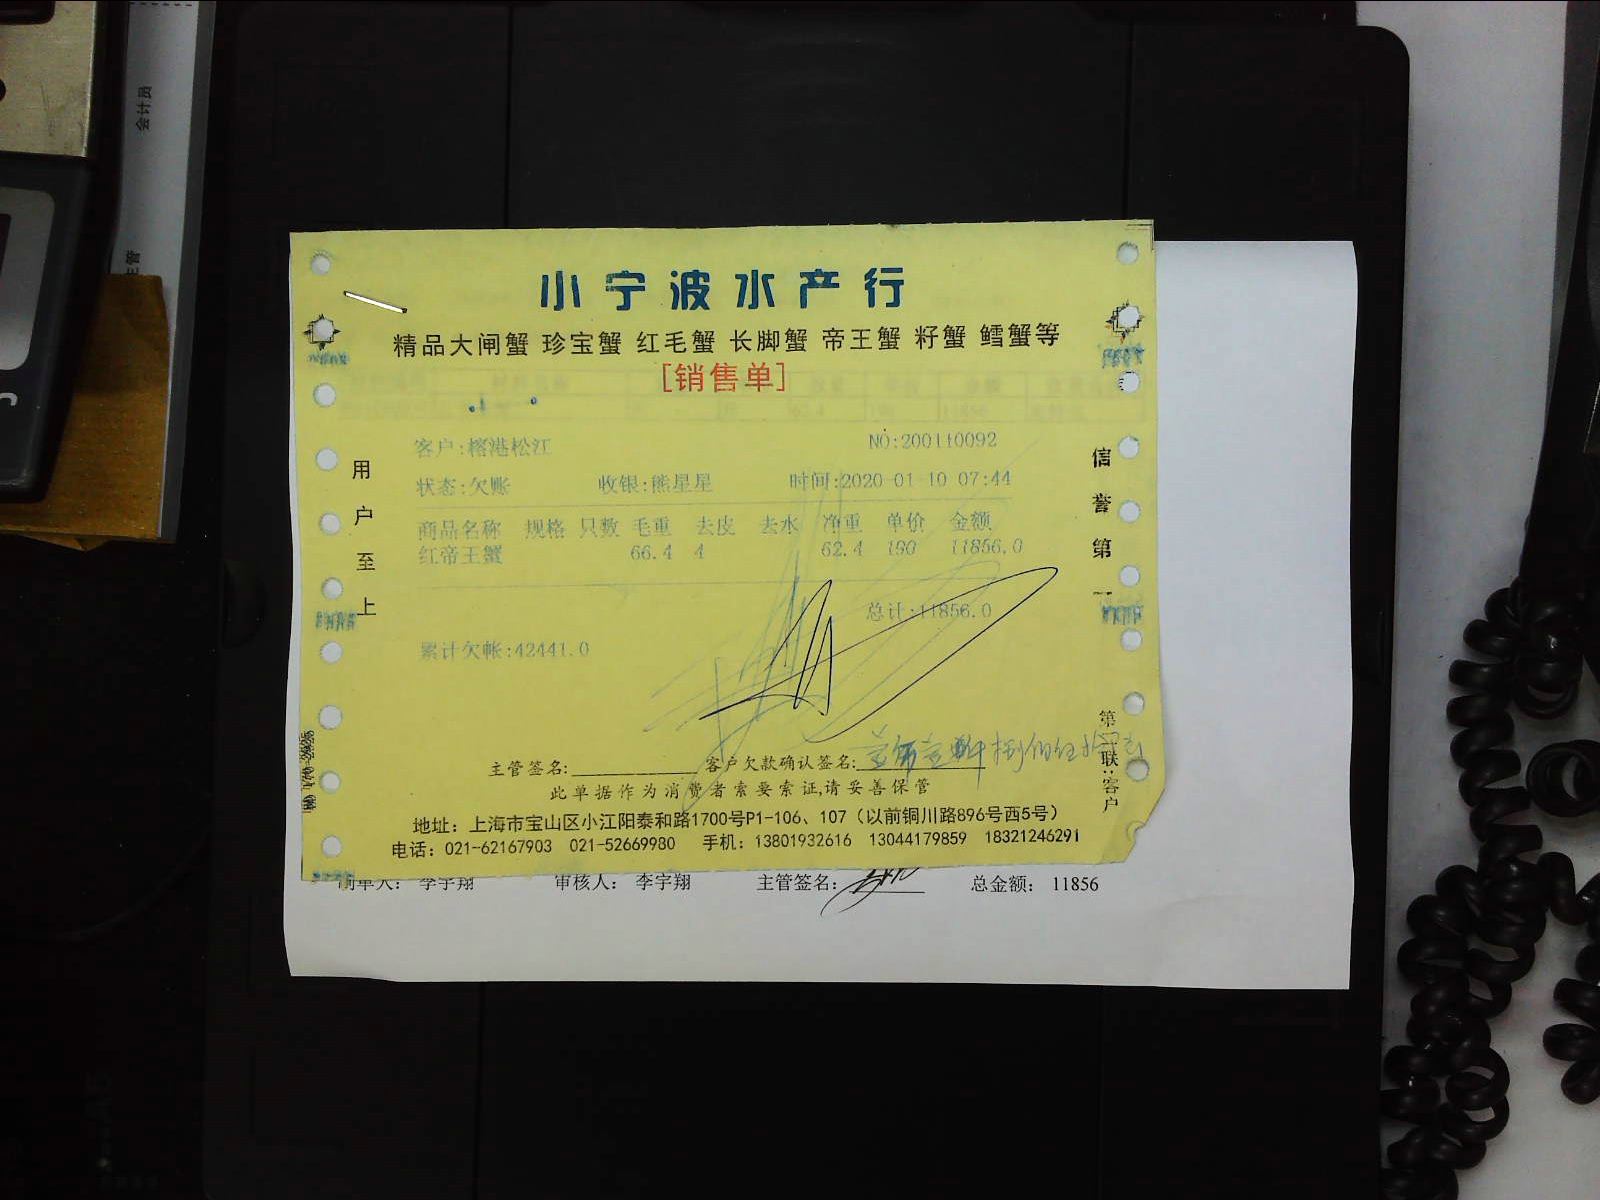 会计员
小宁波水产行
精品大闸蟹 珍宝蟹 红毛蟹 长脚蟹 帝王蟹 籽蟹 鳕蟹等
[销售单]
客户:榕港松江 NO:200110092
状态:欠账 收银:熊星星 时间:2020-01-10 07:44
商品名称 规格 只数 毛重 去皮 去水 净重 单价 金额
红帝王蟹 66.4 4 62.4 190 11856.0
总计:11856.0
累计欠帐:42441.0
用户至上
信誉第一
主管签名: 客户欠款确认签名:
此单据作为消费者索要索证,请妥善保管
地址：上海市宝山区小江阳泰和路1700号P1-106、107（以前铜川路896号西5号）
电话：021-62167903 021-52669980 手机：13801932616 13044179859 18321246291
制单人： 李宇翔 审核人： 李宇翔 主管签名： 总金额： 11856